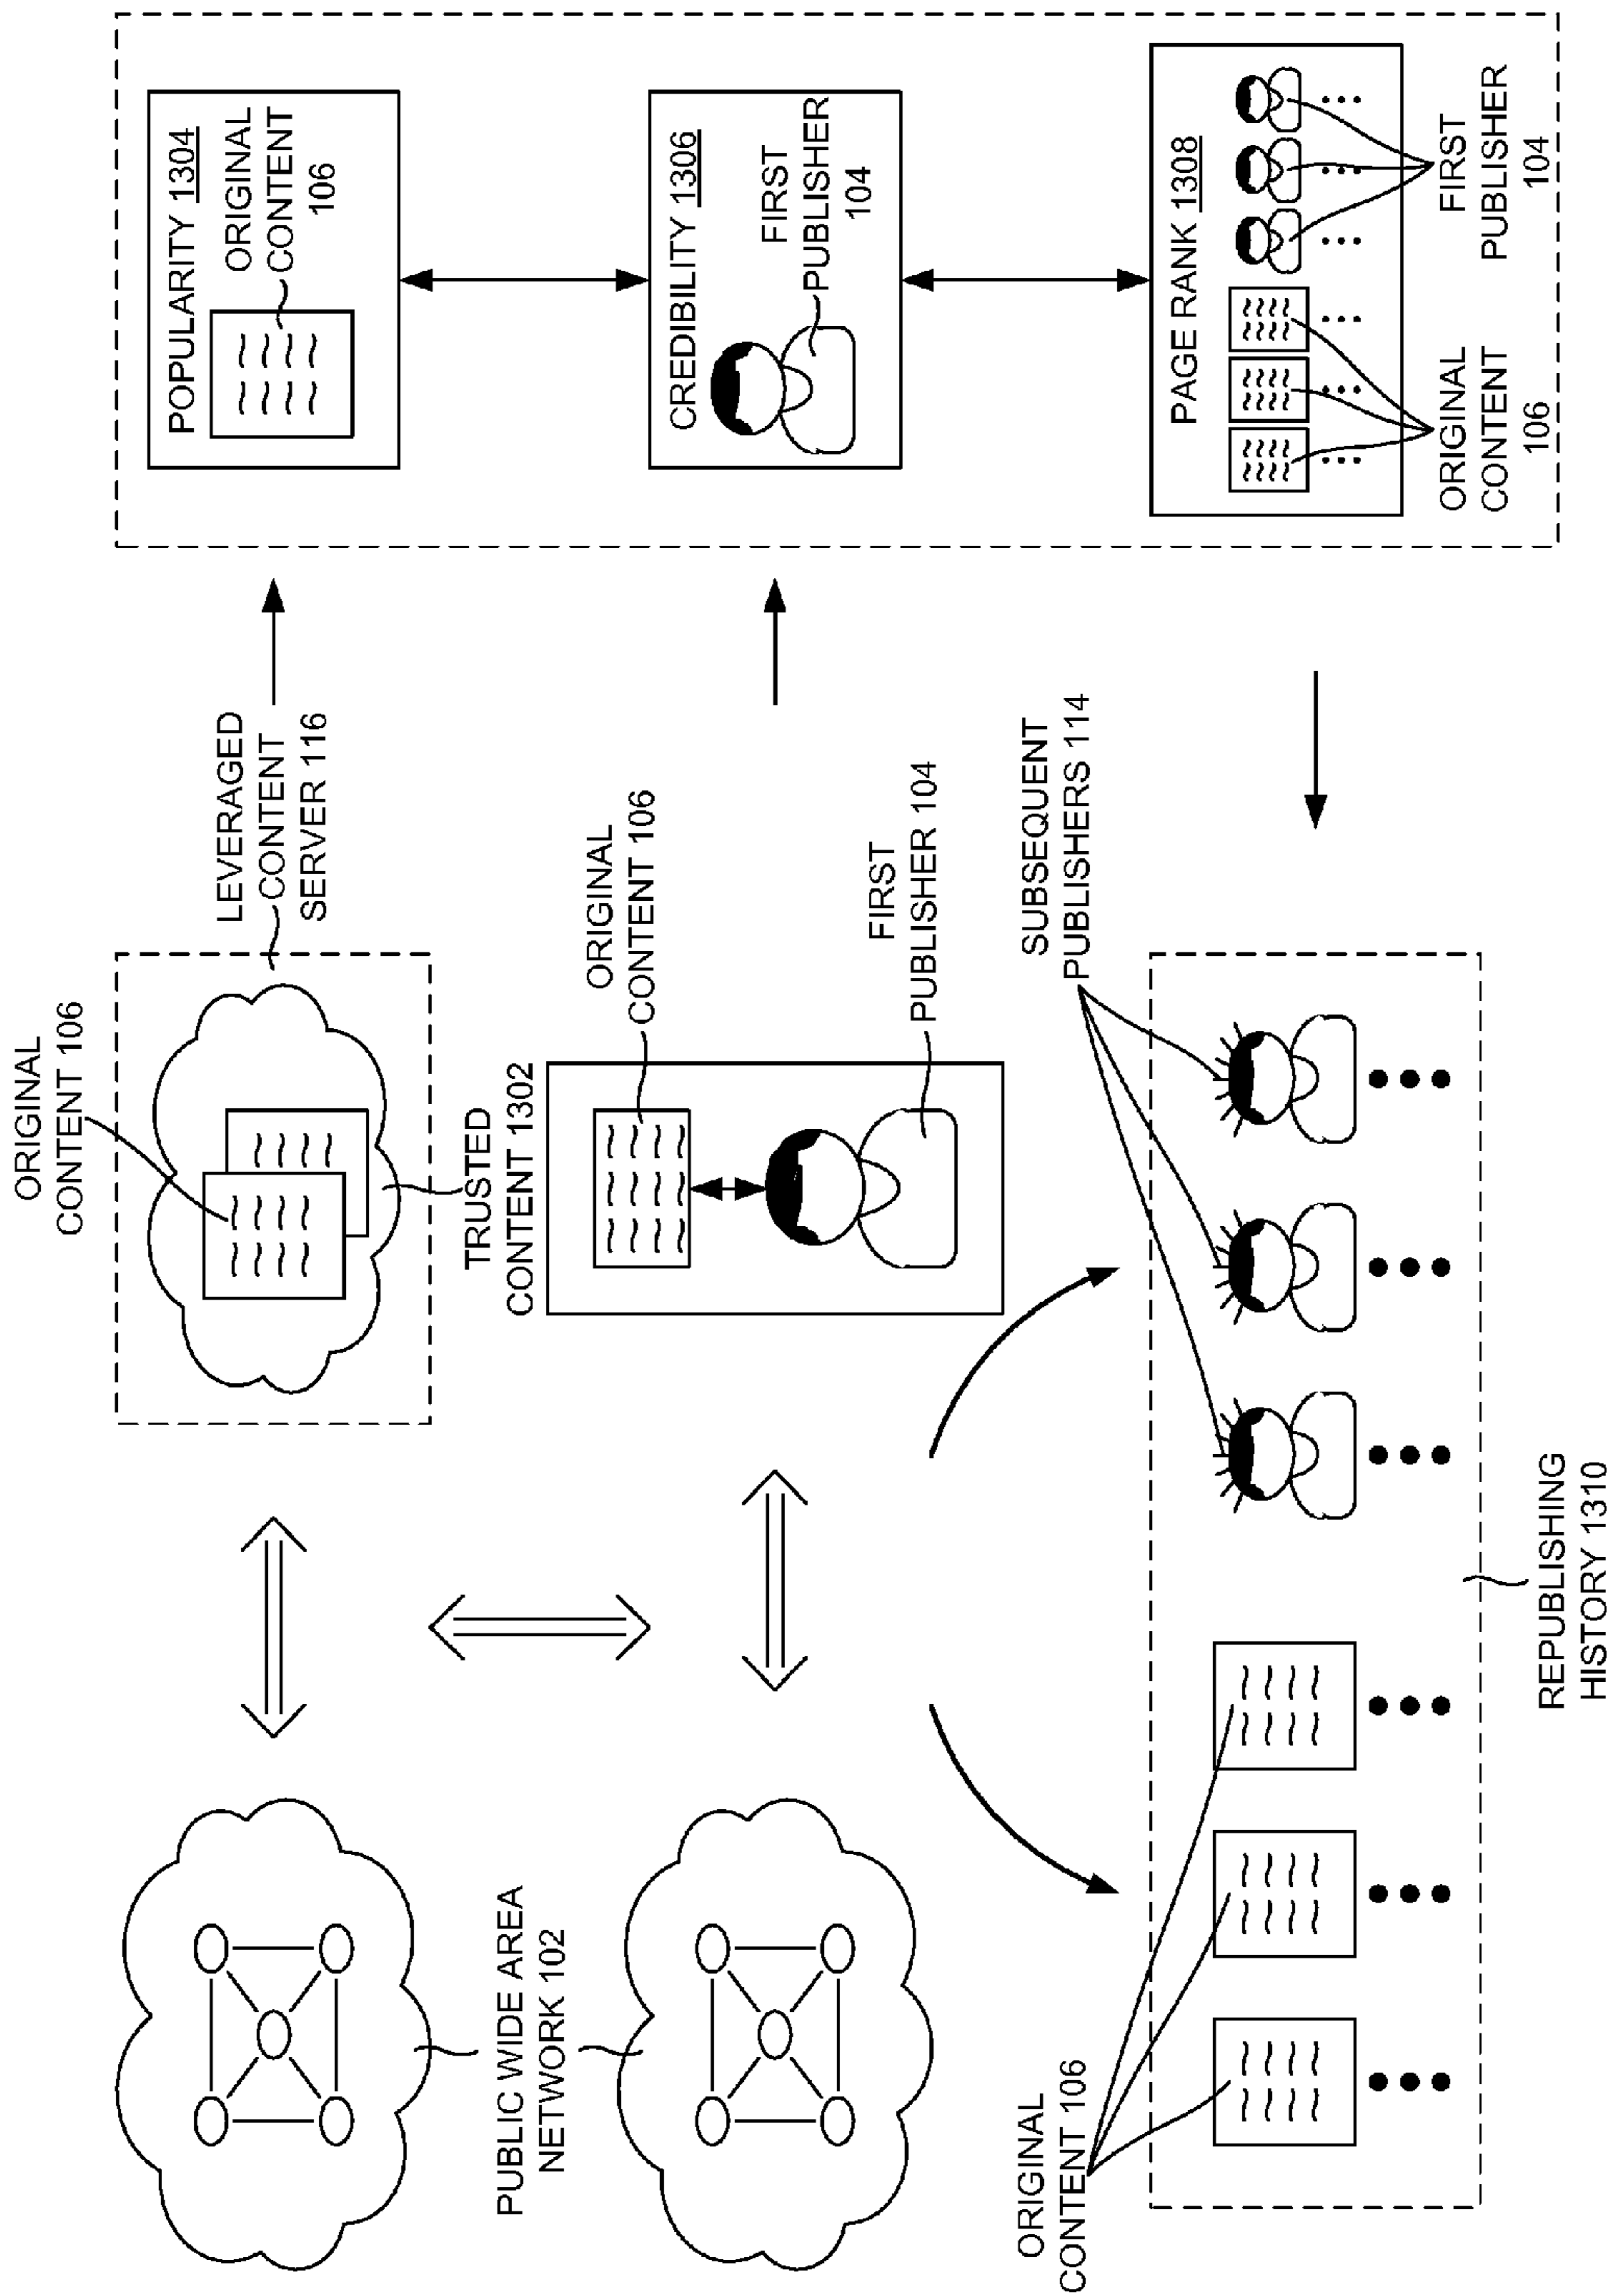 ORIGINAL
CONTENT 106
LEVERAGED
CONTENT
SERVER 116
POPULARITY 1304
ORIGINAL
CONTENT
106
PUBLIC WIDE AREA
NETWORK 102
TRUSTED
CONTENT 1302
ORIGINAL
CONTENT 106
FIRST
PUBLISHER 104
CREDIBILITY 1306
FIRST
PUBLISHER
104
ORIGINAL
CONTENT 106
SUBSEQUENT
PUBLISHERS 114
PAGE RANK 1308
ORIGINAL
CONTENT
106
FIRST
PUBLISHER
104
REPUBLISHING
HISTORY 1310